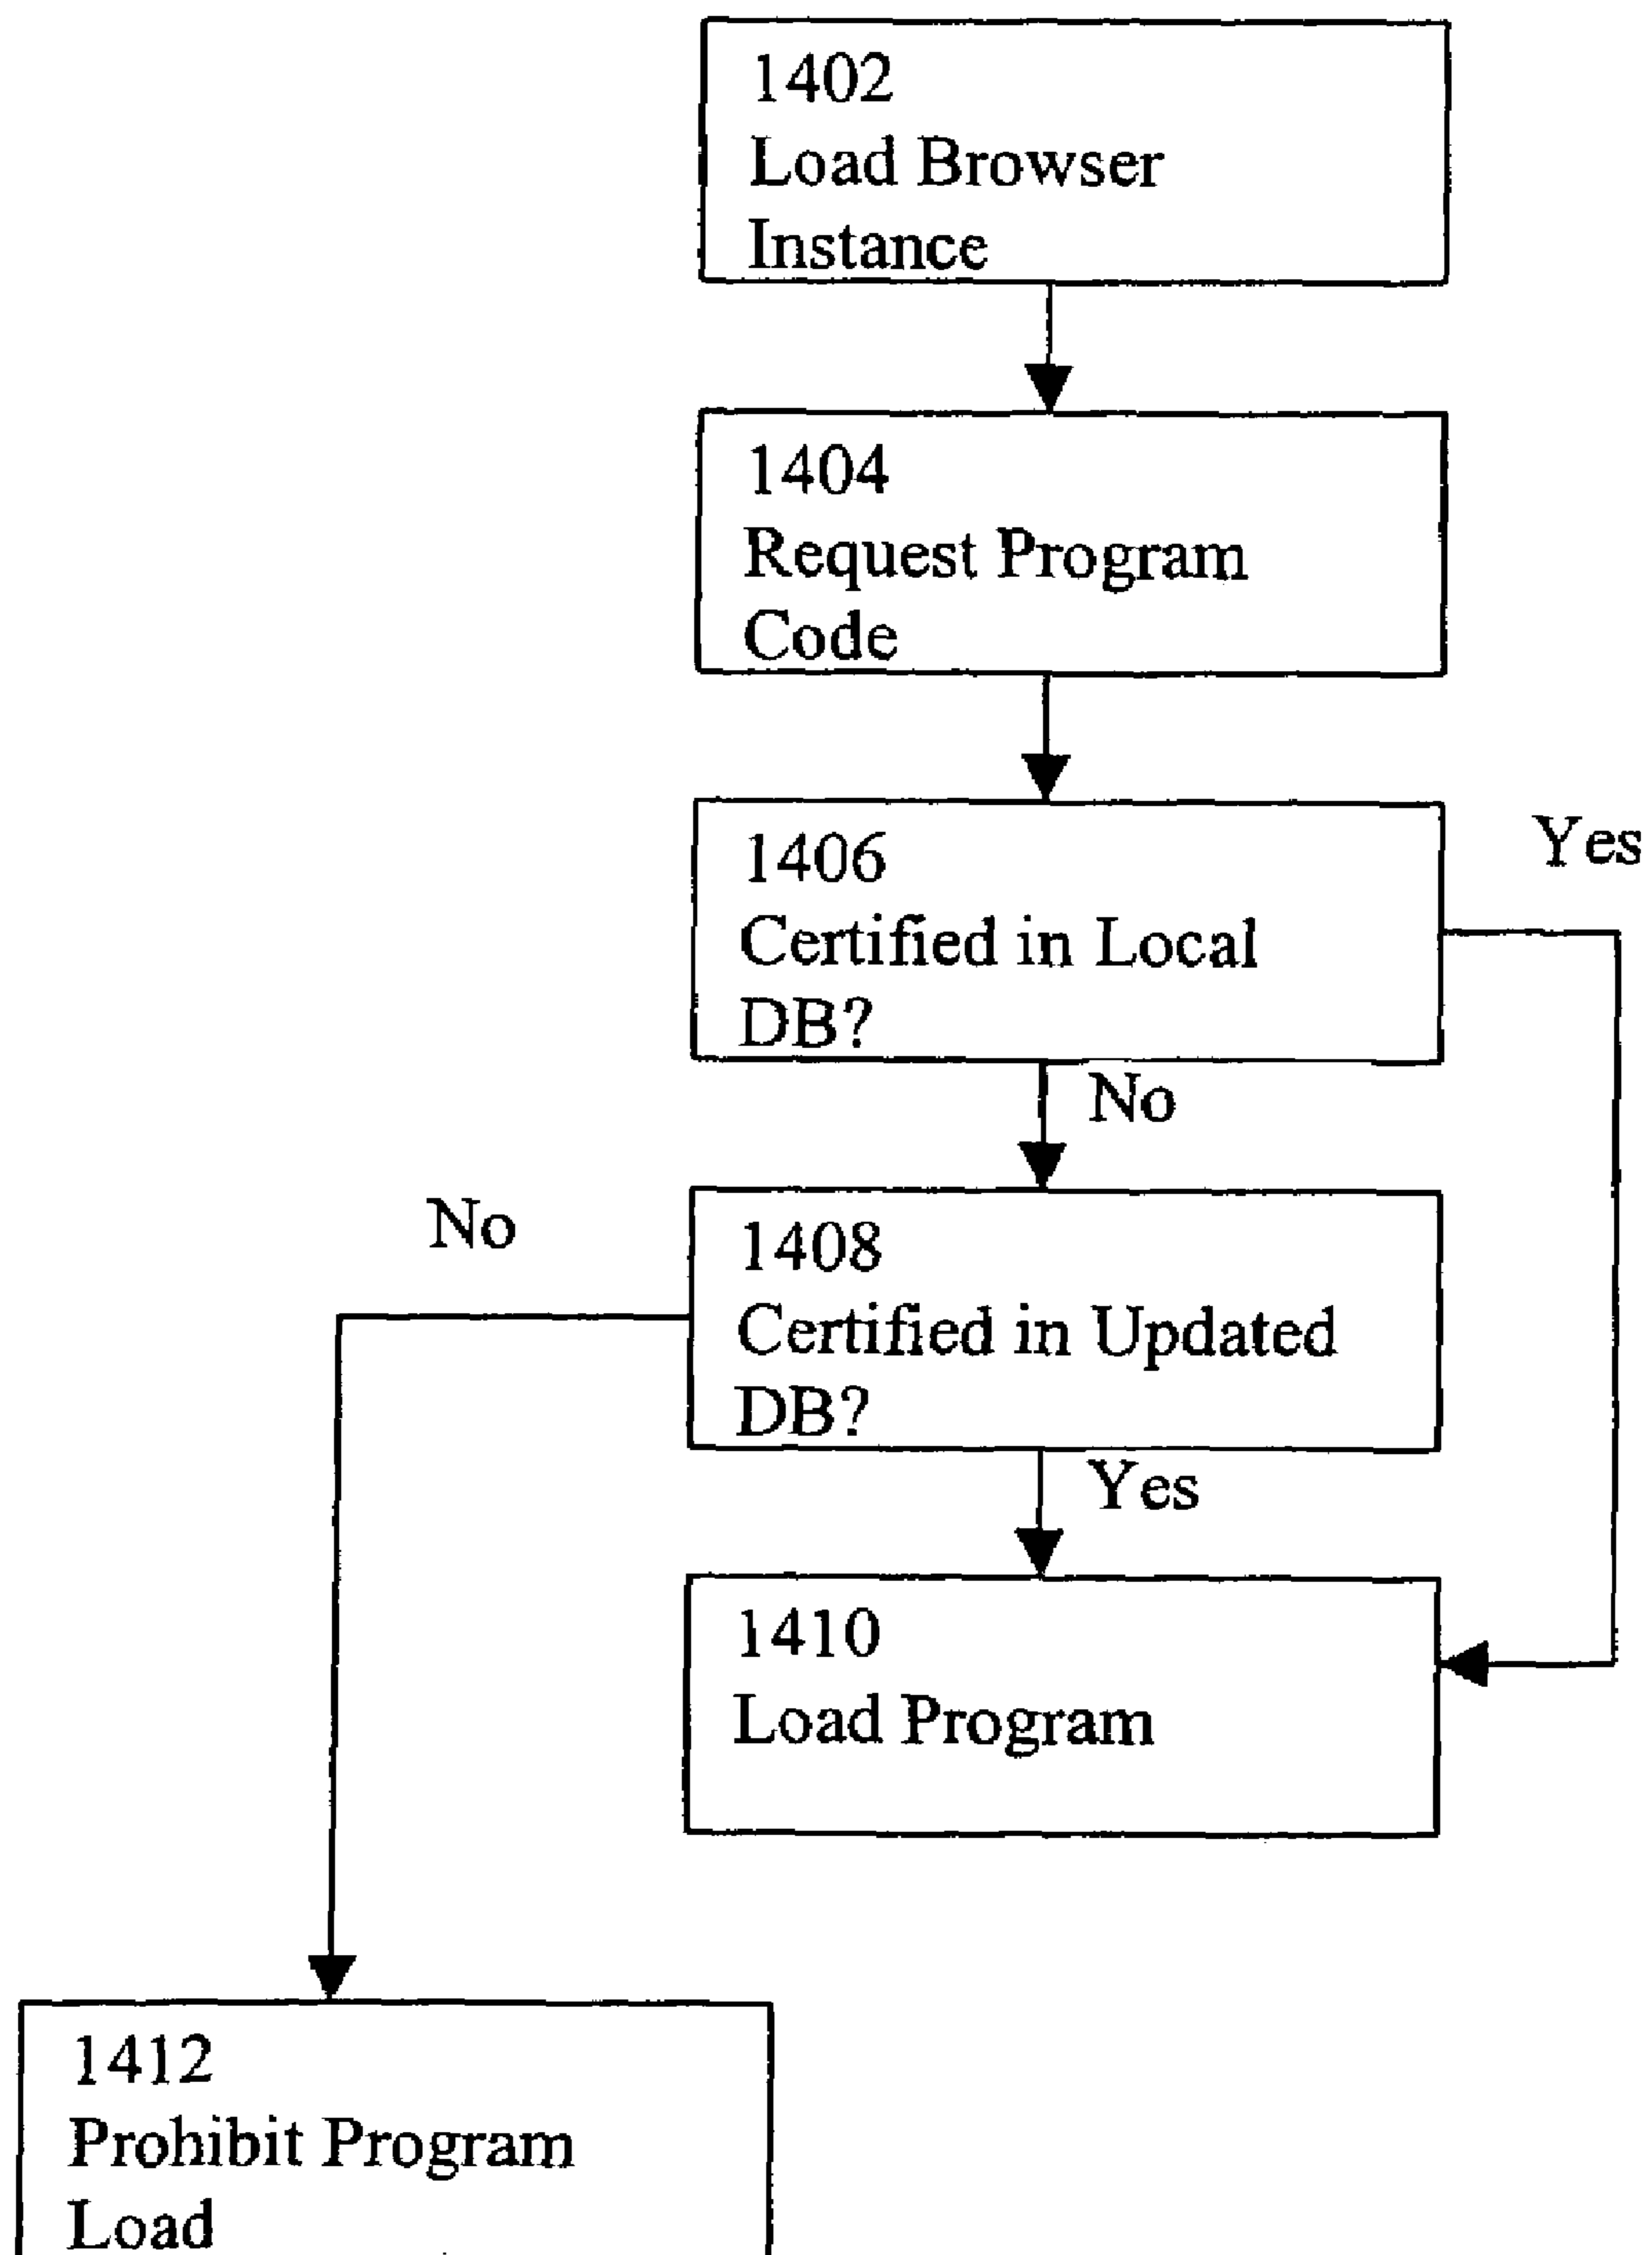 1402
Load Browser
Instance
1404
Request Program
Code
1406
Certified in Local
DB?
Yes
No
1408
Certified in Updated
DB?
No
Yes
1410
Load Program
1412
Prohibit Program
Load